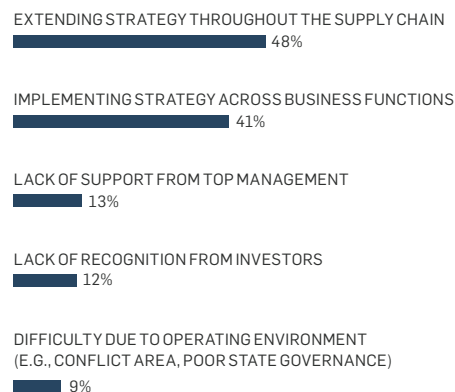 EXTENDING STRATEGY THROUGHOUT THE SUPPLY CHAIN
48%
IMPLEMENTING STRATEGY ACROSS BUSINESS FUNCTIONS
41%
LACK OF SUPPORT FROM TOP MANAGEMENT
13%
LACK OF RECOGNITION FROM INVESTORS
12%
DIFFICULTY DUE TO OPERATING ENVIRONMENT
(E.G., CONFLICT AREA, POOR STATE GOVERNANCE)
9%